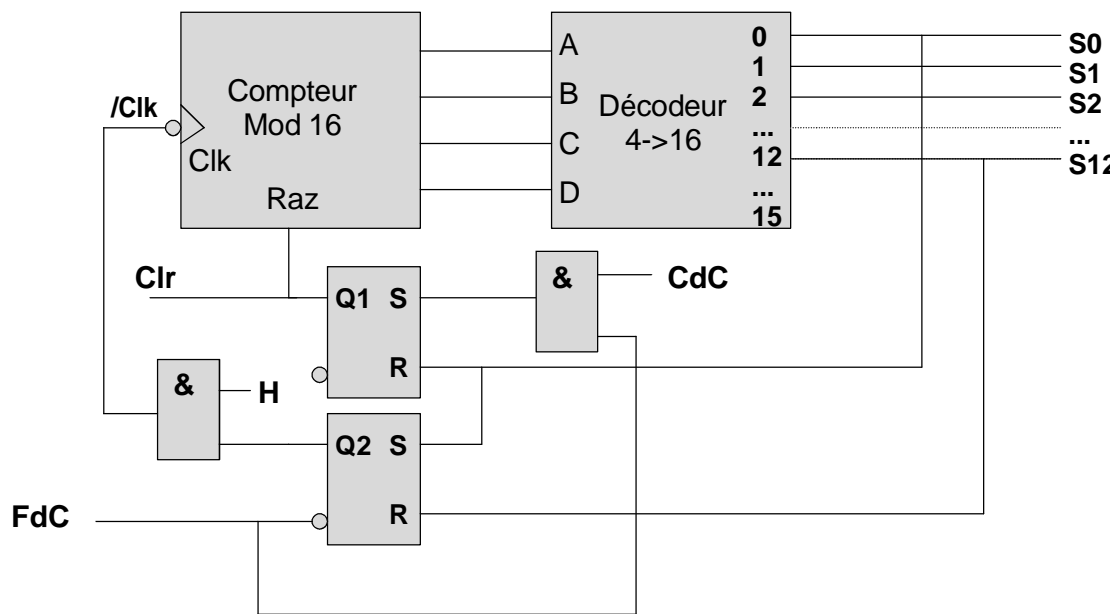 /Clk
Compteur
Mod 16
Clk
Raz
A
B
C
D
Décodeur
4->16
0
1
2
...
12
...
15
S0
S1
S2
...
S12
Clr
Q1 S
R
&
CdC
&
H
Q2 S
R
FdC